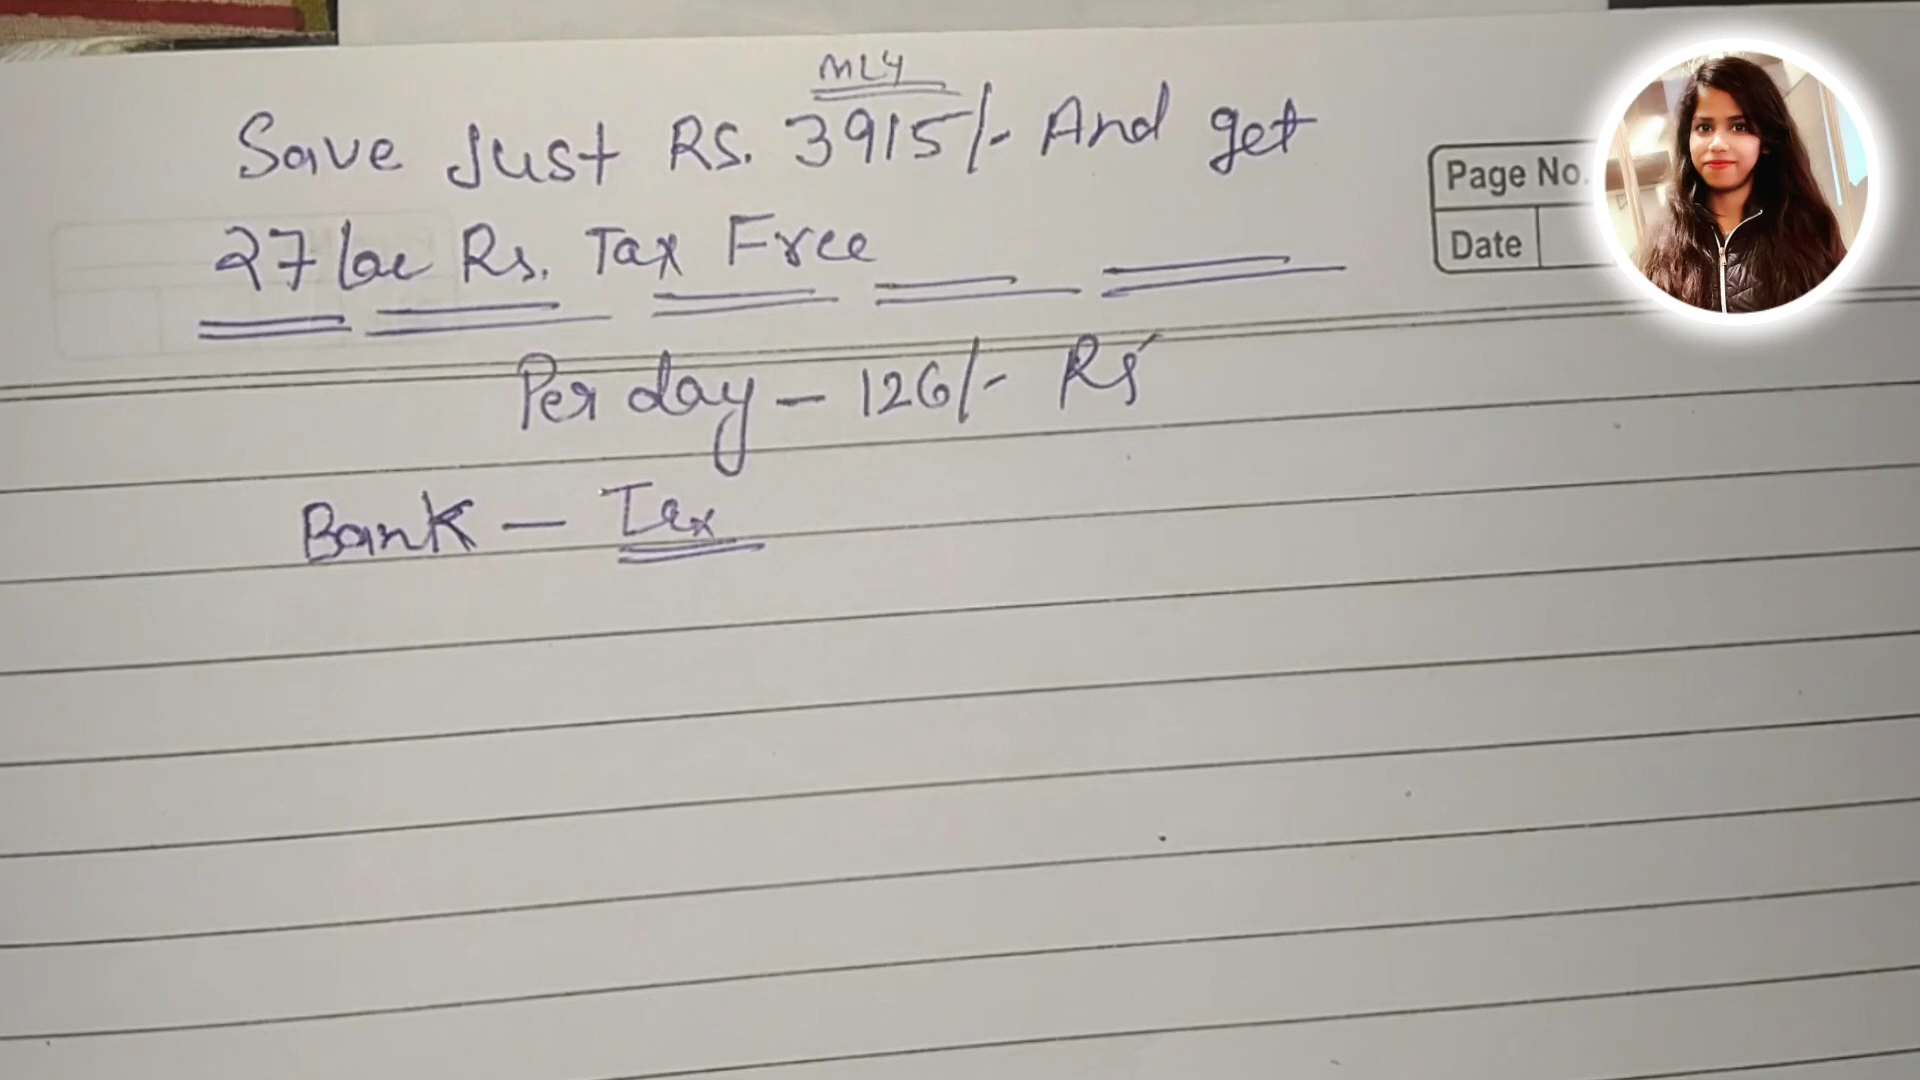 MLY
Save Just RS. 3915/- And get
27 lac Rs. Tax Free
Per day – 126/- Rs
Bank – Tax
Page No.
Date